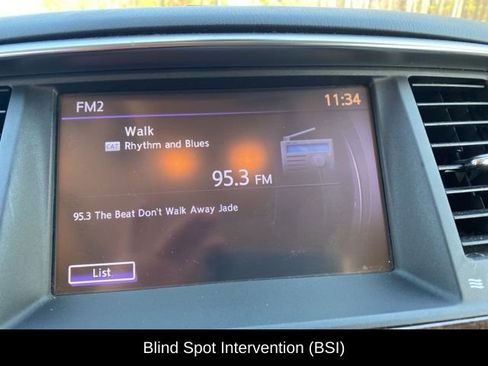 FM2
11:34
Walk
CAT Rhythm and Blues
95.3 FM
95.3 The Beat Don't Walk Away Jade
List
Blind Spot Intervention (BSI)